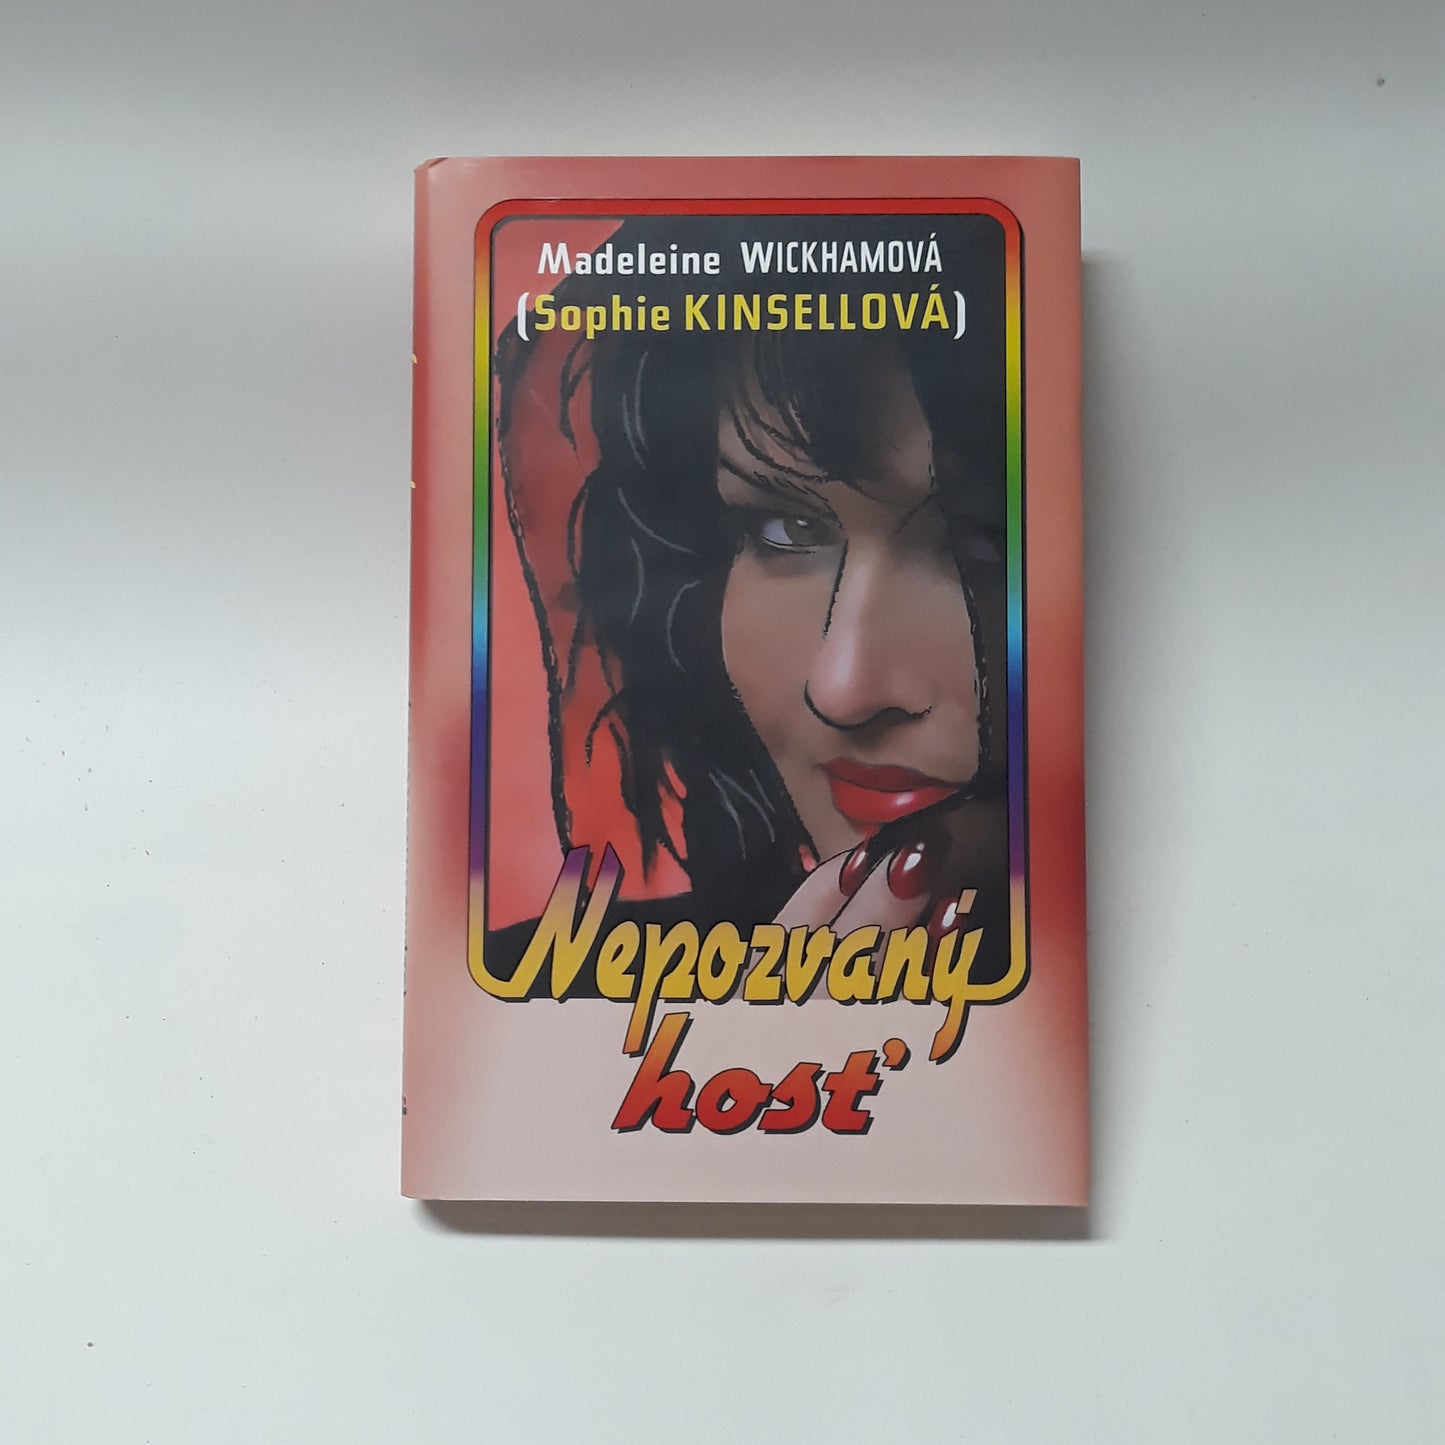 Madeleine WICKHAMOVÁ
(Sophie KINSELLOVÁ)
Nepozvaný
hosť